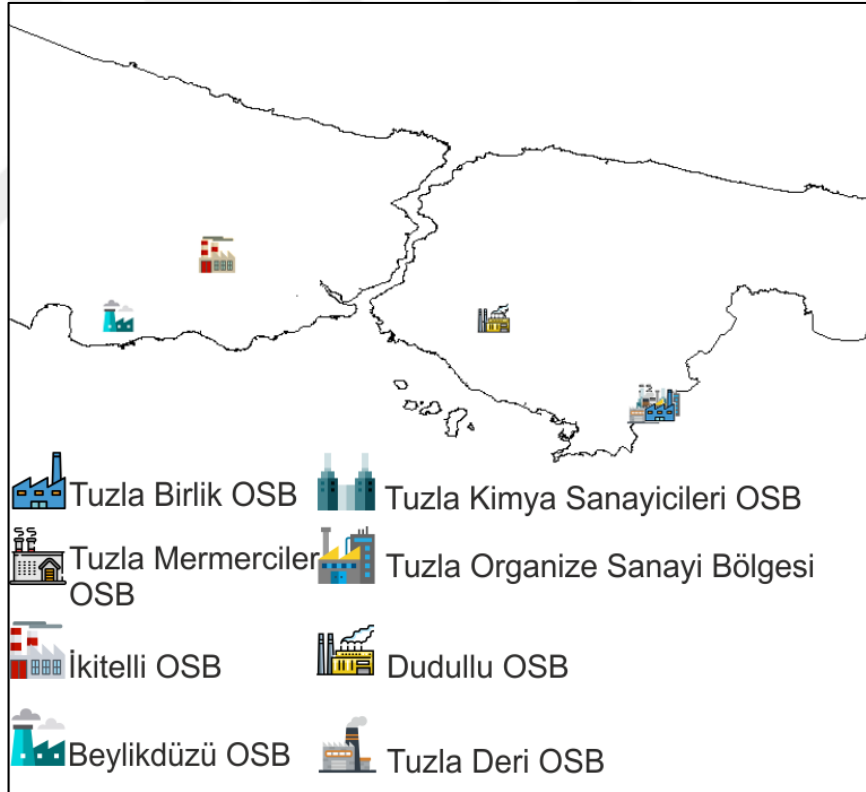 Tuzla Birlik OSB
Tuzla Kimya Sanayicileri OSB
Tuzla Mermerciler
OSB
Tuzla Organize Sanayi Bölgesi
İkitelli OSB
Dudullu OSB
Beylikdüzü OSB
Tuzla Deri OSB